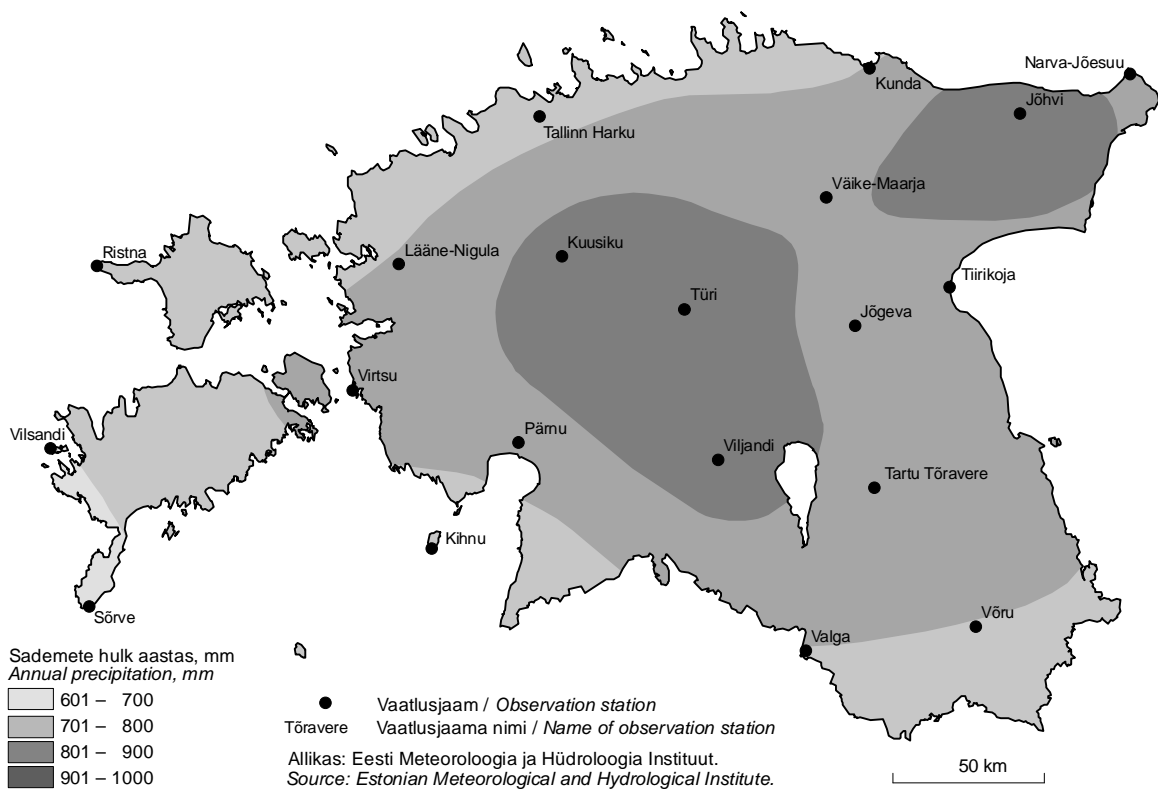 Narva-Jõesuu
Kunda
Jõhvi
Tallinn Harku
Väike-Maarja
Ristna
Lääne-Nigula
Kuusiku
Tiirikoja
Türi
Jõgeva
Virtsu
Vilsandi
Pärnu
Viljandi
Tartu Tõravere
Kihnu
Sõrve
Võru
Valga
Sademete hulk aastas, mm
Annual precipitation, mm
601 – 700
701 – 800
801 – 900
901 – 1000
Vaatlusjaam / Observation station
Tõravere Vaatlusjaama nimi / Name of observation station
Allikas: Eesti Meteoroloogia ja Hüdroloogia Instituut.
Source: Estonian Meteorological and Hydrological Institute.
50 km